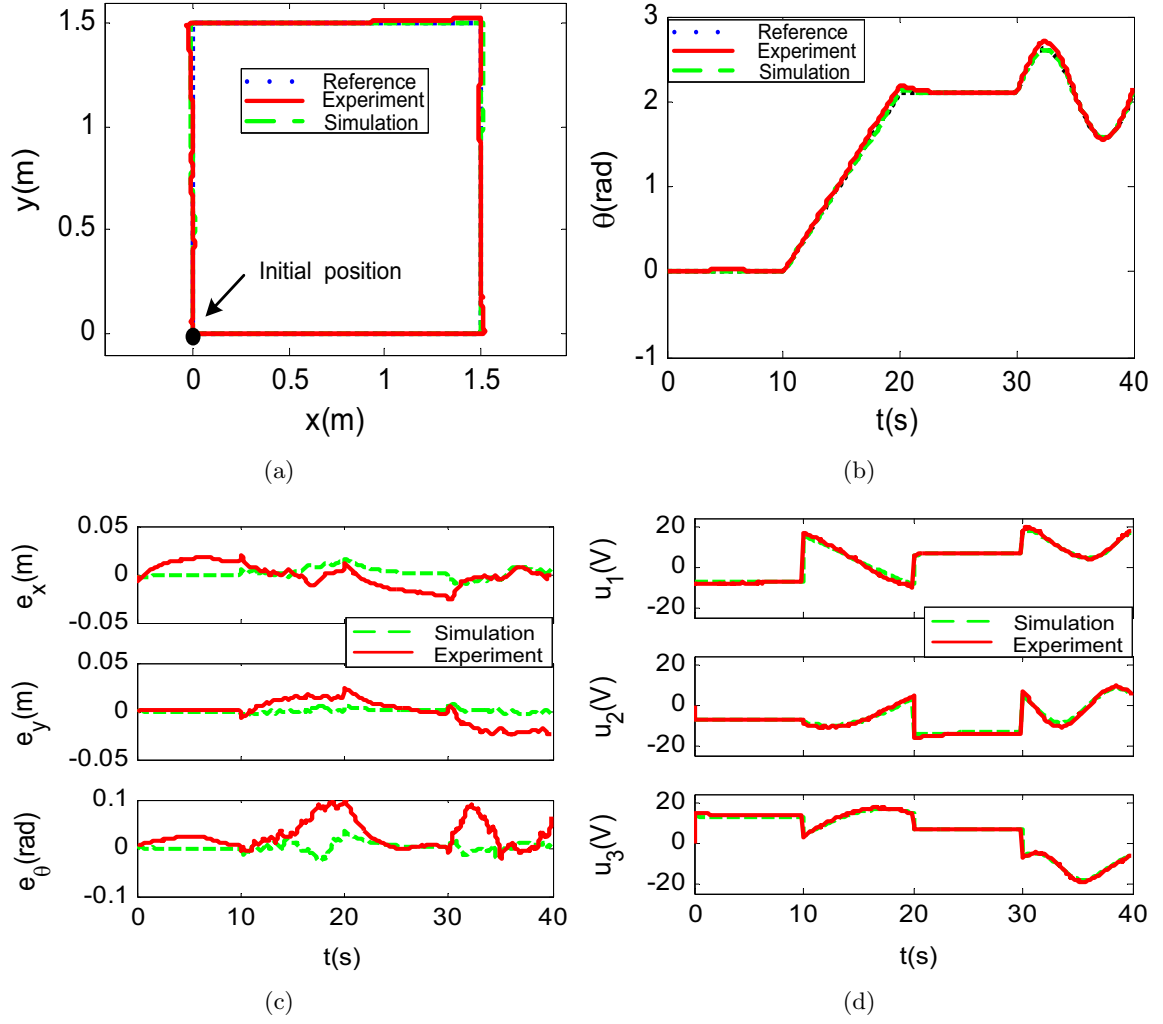 1.5
1
0.5
0
y(m)
Reference
Experiment
Simulation
Initial position
0
0.5
1
1.5
x(m)
(a)
3
2
1
0
-1
θ(rad)
Reference
Experiment
Simulation
0
10
20
30
40
t(s)
(b)
0.05
0
-0.05
e_x(m)
Simulation
Experiment
0.05
0
-0.05
e_y(m)
0.1
0
-0.1
e_θ(rad)
0
10
20
30
40
t(s)
(c)
20
0
-20
u_1(V)
Simulation
Experiment
20
0
-20
u_2(V)
20
0
-20
u_3(V)
0
10
20
30
40
t(s)
(d)